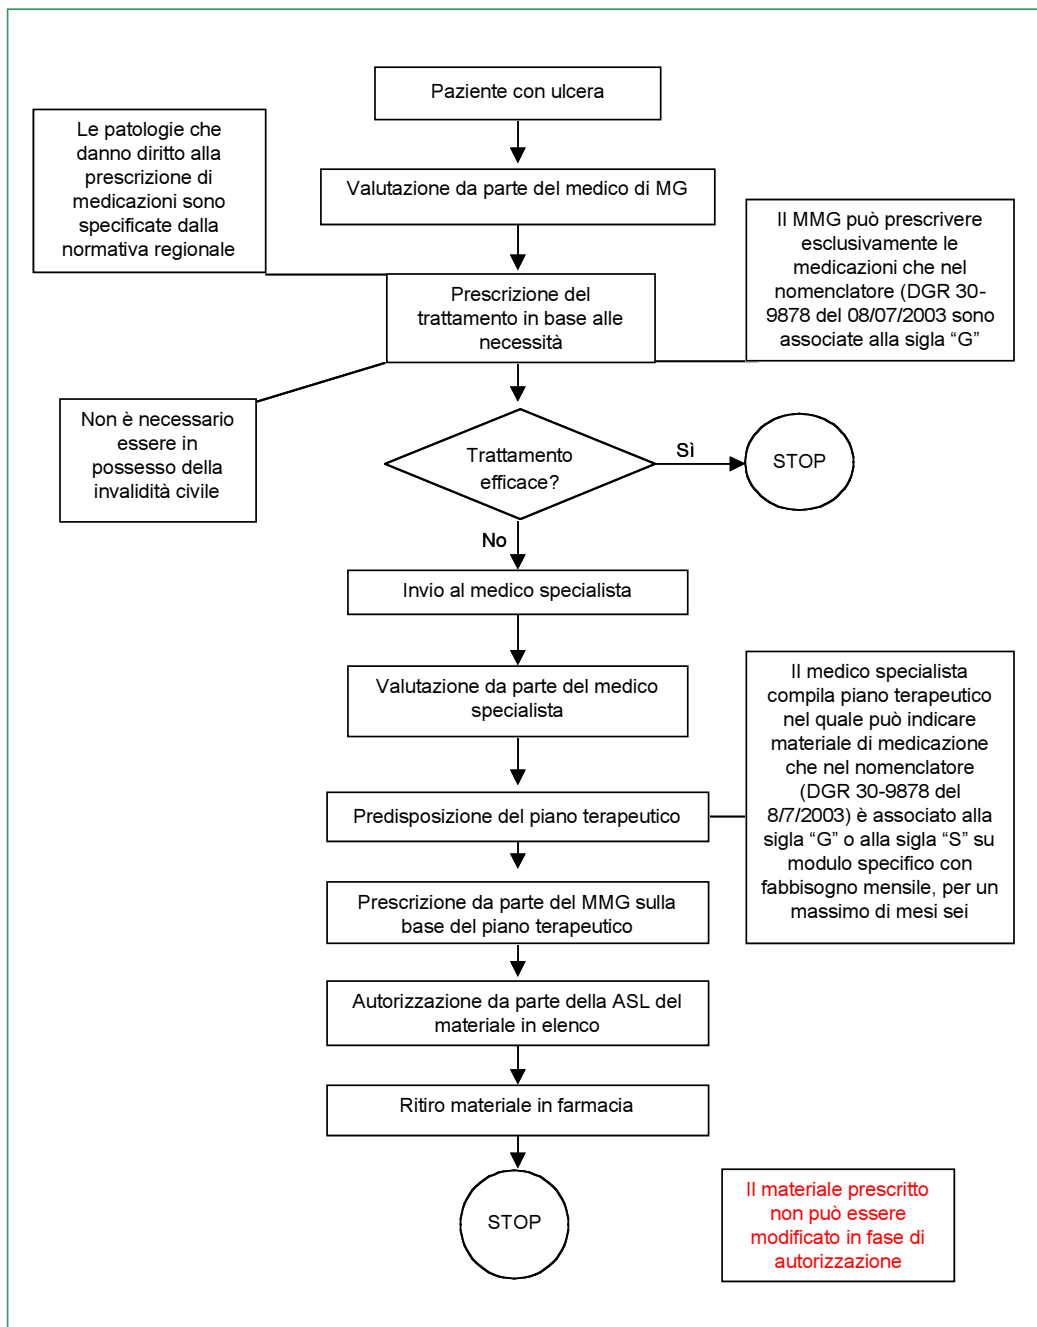 Paziente con ulcera
Le patologie che
danno diritto alla
prescrizione di
medicazioni sono
specificate dalla
normativa regionale
Valutazione da parte del medico di MG
Il MMG può prescrivere
esclusivamente le
medicazioni che nel
nomenclatore (DGR 30-
9878 del 08/07/2003 sono
associate alla sigla “G”
Prescrizione del
trattamento in base alle
necessità
Non è necessario
essere in
possesso della
invalidità civile
Trattamento
efficace?
Sì
STOP
No
Invio al medico specialista
Valutazione da parte del medico
specialista
Il medico specialista
compila piano terapeutico
nel quale può indicare
materiale di medicazione
che nel nomenclatore
(DGR 30-9878 del
8/7/2003) è associato alla
sigla “G” o alla sigla “S” su
modulo specifico con
fabbisogno mensile, per un
massimo di mesi sei
Predisposizione del piano terapeutico
Prescrizione da parte del MMG sulla
base del piano terapeutico
Autorizzazione da parte della ASL del
materiale in elenco
Ritiro materiale in farmacia
STOP
Il materiale prescritto
non può essere
modificato in fase di
autorizzazione